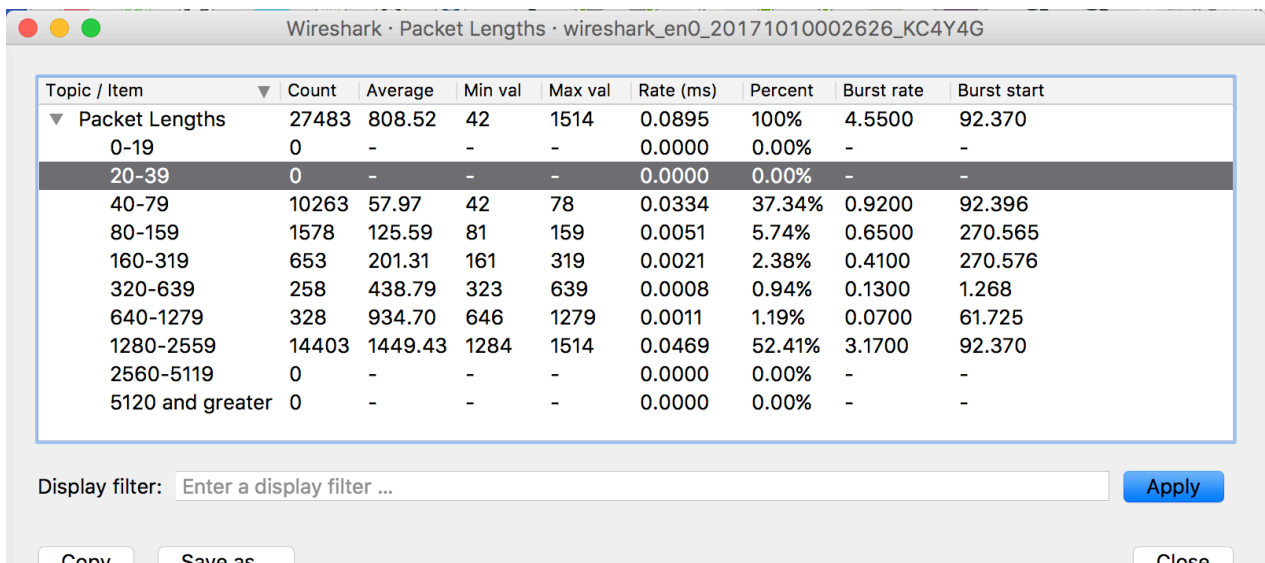 Wireshark · Packet Lengths · wireshark_en0_20171010002626_KC4Y4G
Topic / Item ▼ Count Average Min val Max val Rate (ms) Percent Burst rate Burst start
▼ Packet Lengths 27483 808.52 42 1514 0.0895 100% 4.5500 92.370
0-19 0 - - - 0.0000 0.00% - -
20-39 0 - - - 0.0000 0.00% - -
40-79 10263 57.97 42 78 0.0334 37.34% 0.9200 92.396
80-159 1578 125.59 81 159 0.0051 5.74% 0.6500 270.565
160-319 653 201.31 161 319 0.0021 2.38% 0.4100 270.576
320-639 258 438.79 323 639 0.0008 0.94% 0.1300 1.268
640-1279 328 934.70 646 1279 0.0011 1.19% 0.0700 61.725
1280-2559 14403 1449.43 1284 1514 0.0469 52.41% 3.1700 92.370
2560-5119 0 - - - 0.0000 0.00% - -
5120 and greater 0 - - - 0.0000 0.00% - -
Display filter: Enter a display filter ... Apply
Copy Save as... Close